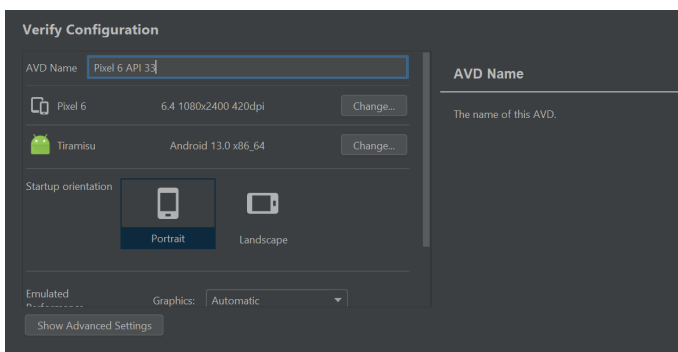 Verify Configuration
AVD Name Pixel 6 API 33
AVD Name
Pixel 6 6.4 1080x2400 420dpi Change...
The name of this AVD.
Tiramisu Android 13.0 x86_64 Change...
Startup orientation
Portrait Landscape
Emulated
Graphics: Automatic
Show Advanced Settings